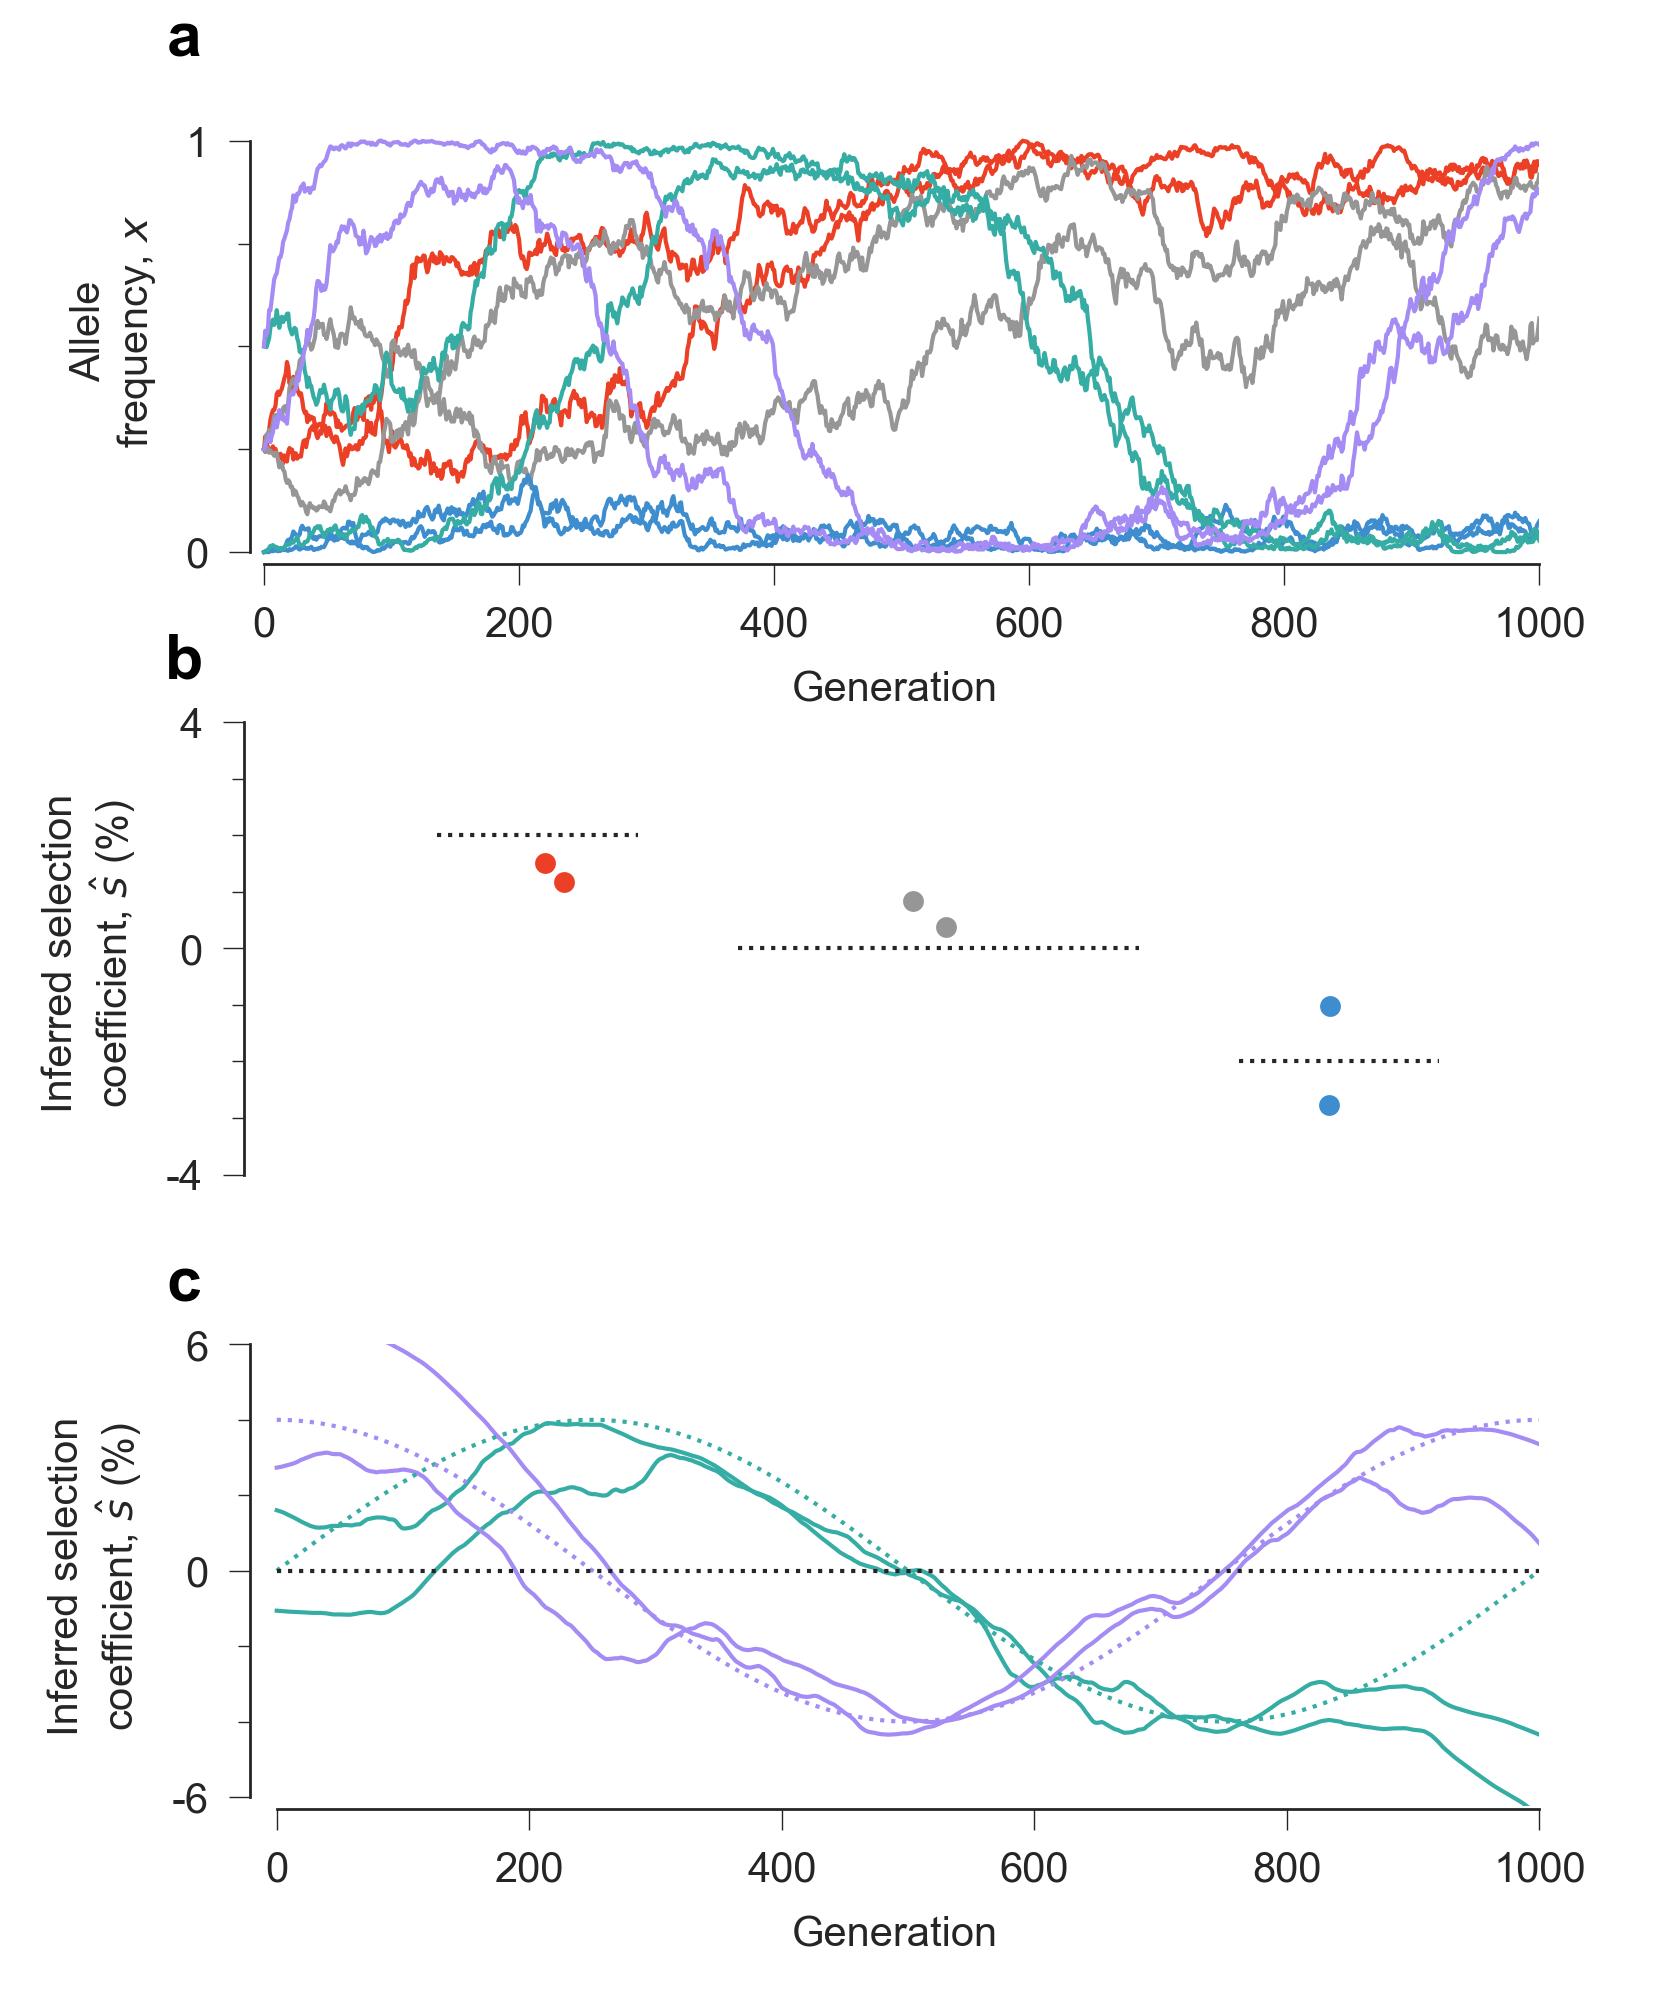 a
1
0
Allele
frequency, x
0 200 400 600 800 1000
Generation
b
4
0
-4
Inferred selection
coefficient, ŝ (%)
c
6
0
-6
Inferred selection
coefficient, ŝ (%)
0 200 400 600 800 1000
Generation